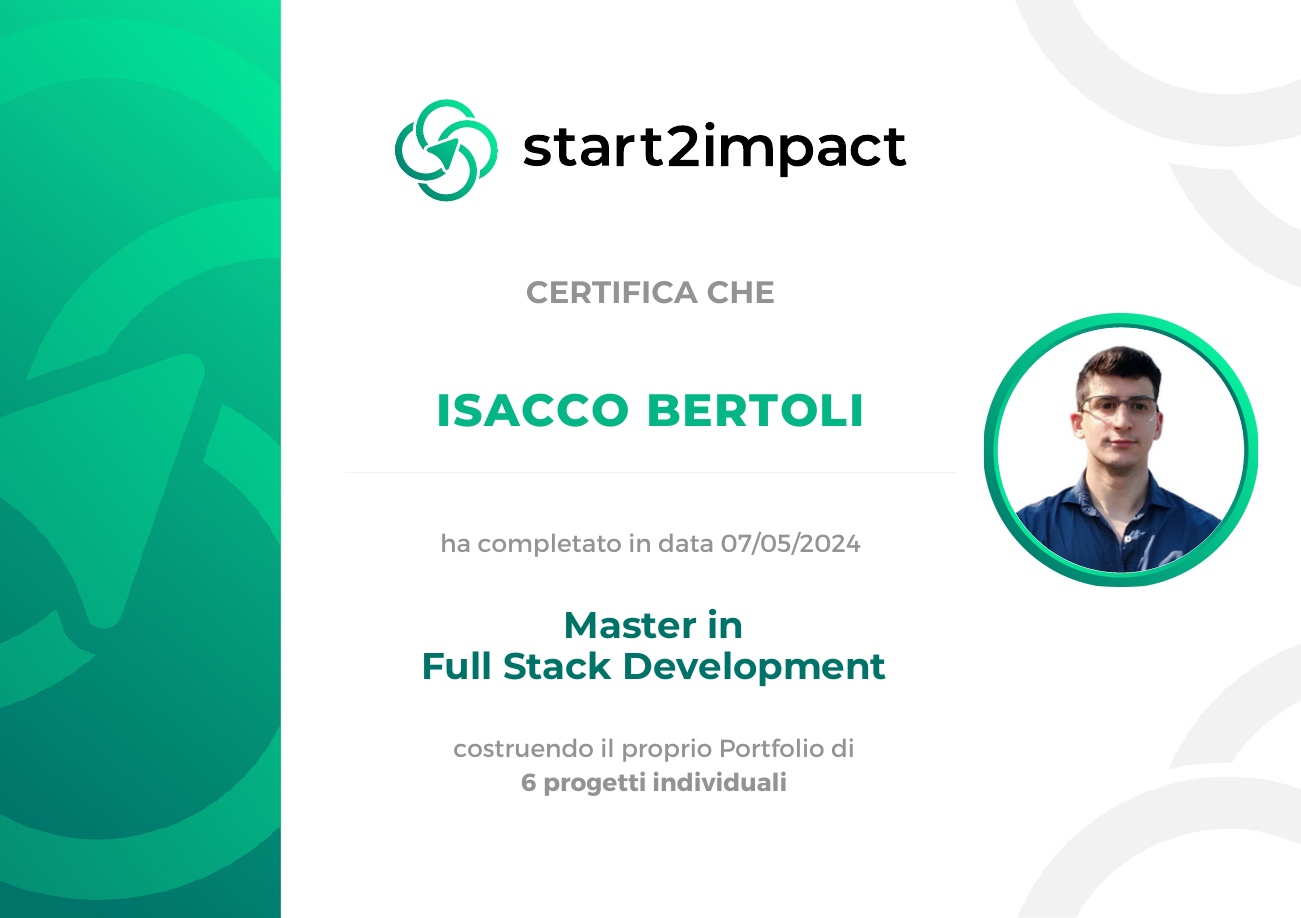 start2impact
CERTIFICA CHE
ISACCO BERTOLI
ha completato in data 07/05/2024
Master in
Full Stack Development
costruendo il proprio Portfolio di
6 progetti individuali